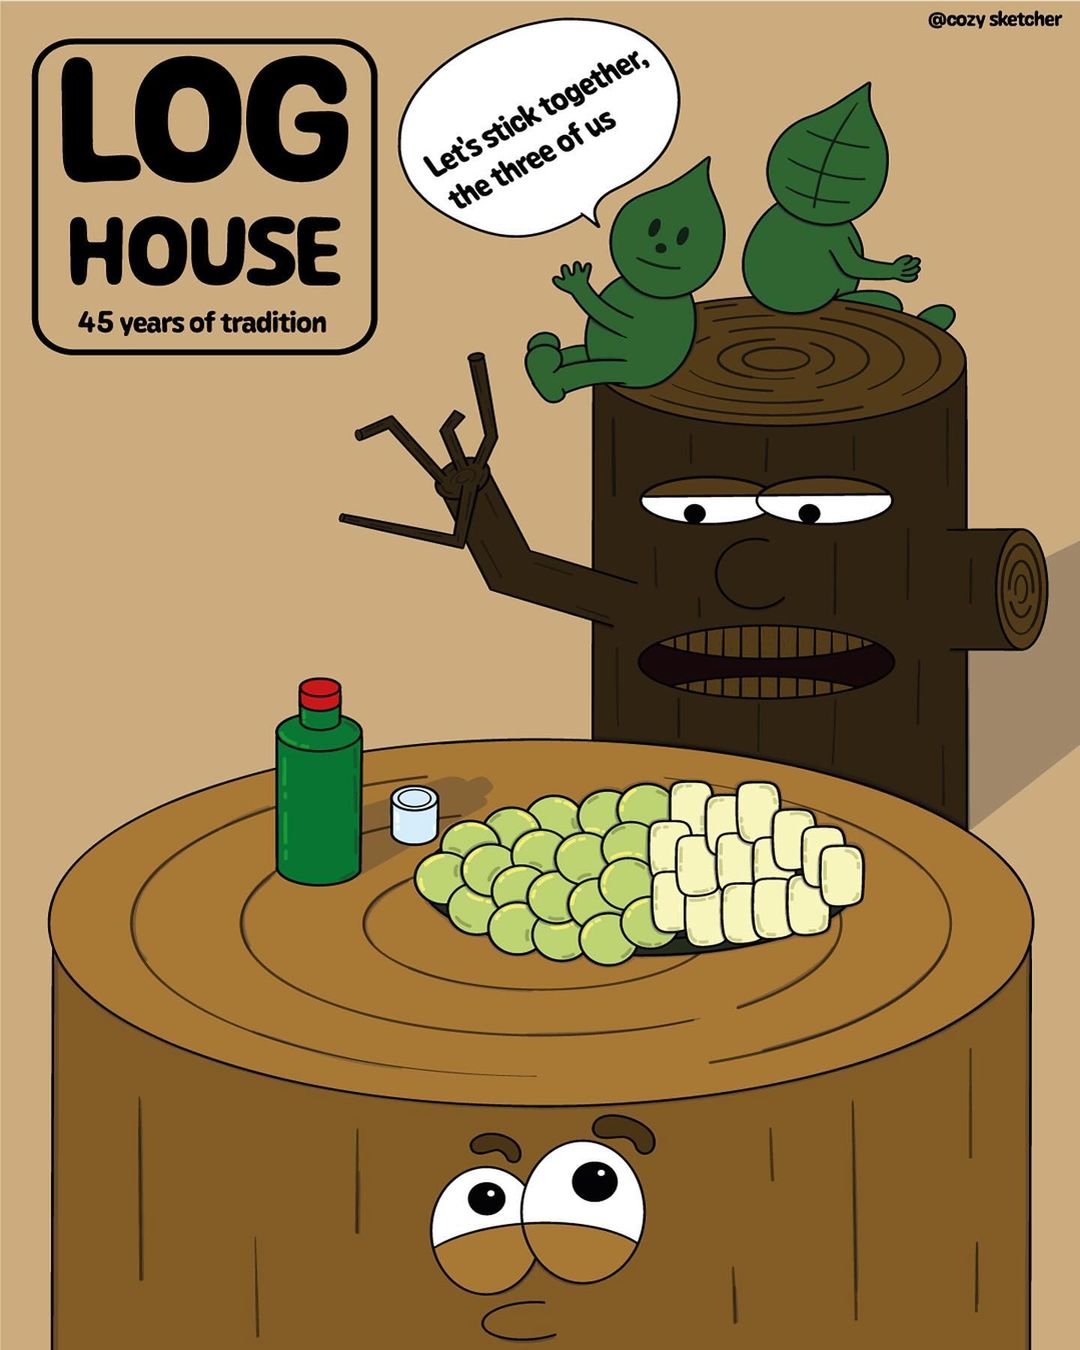 @cozy sketcher
LOG
HOUSE
45 years of tradition
Let's stick together,
the three of us